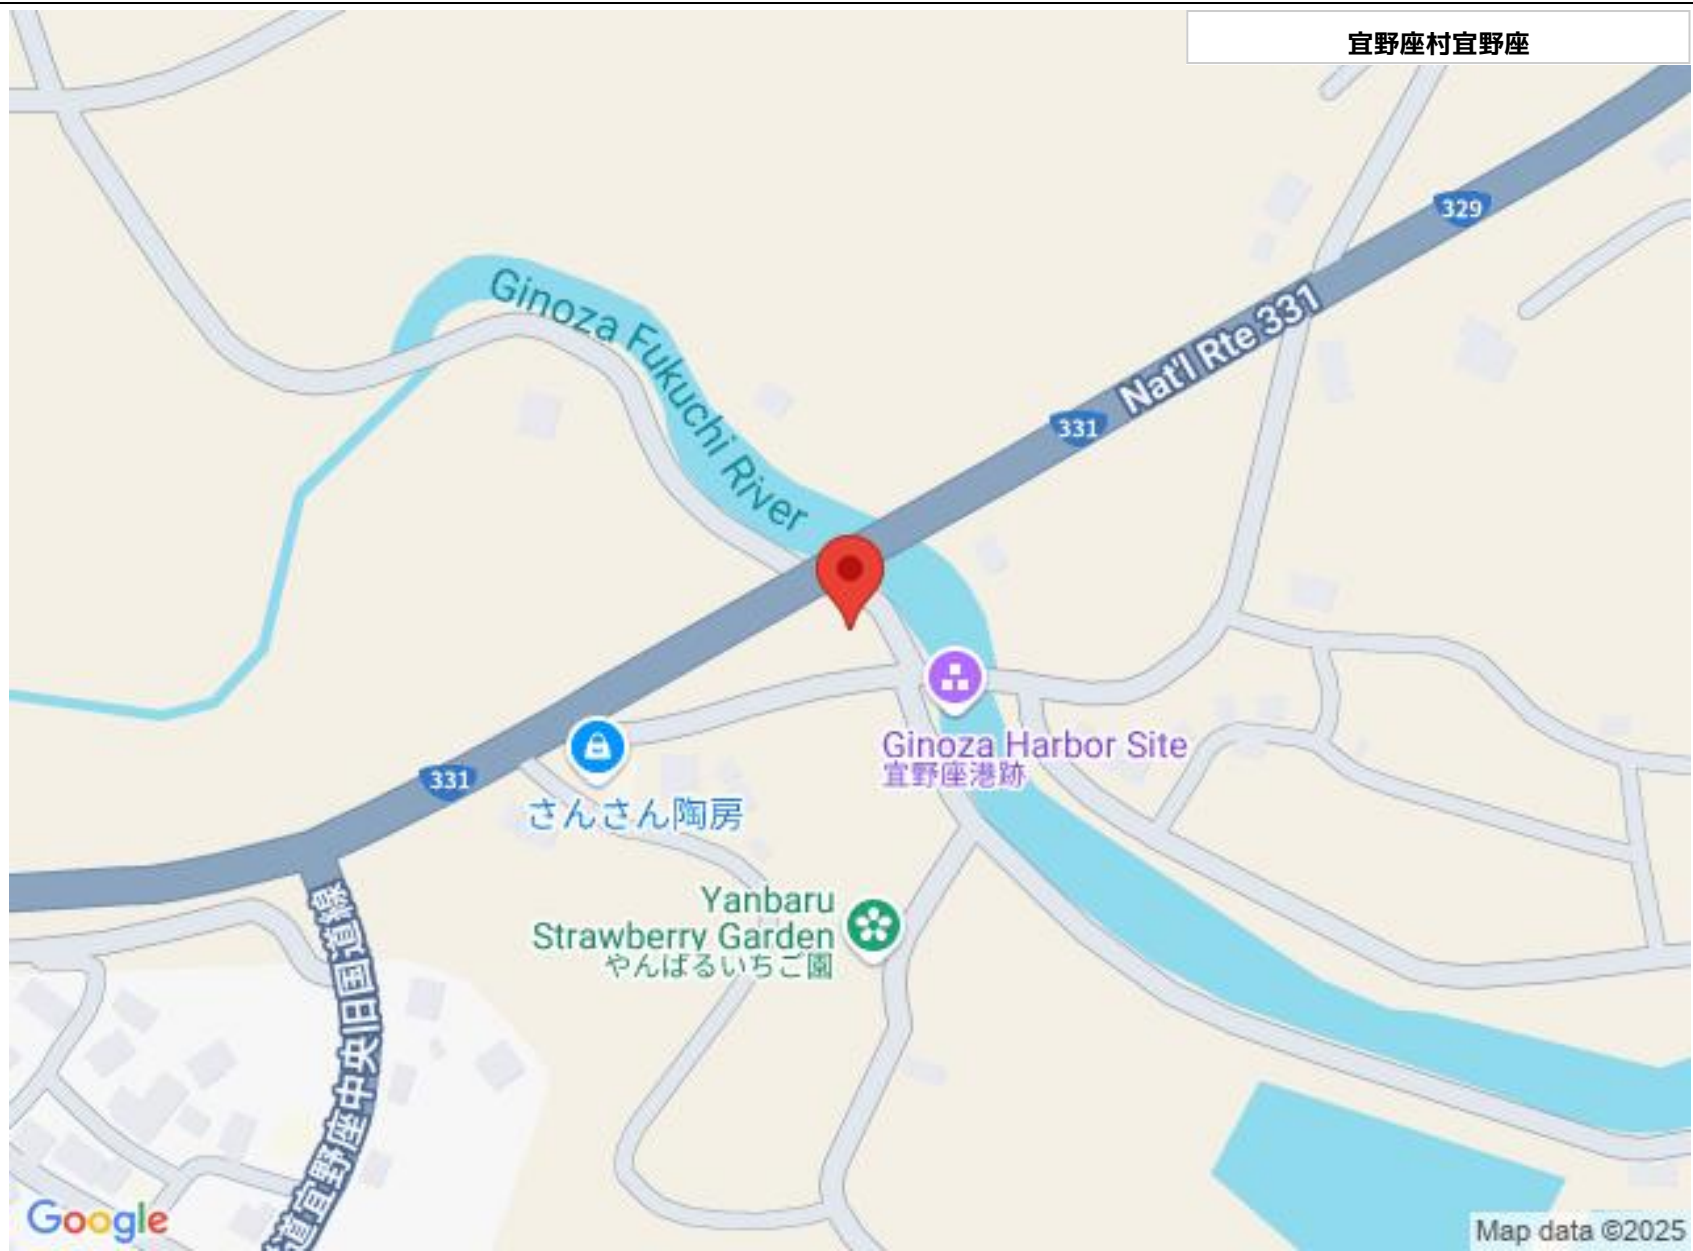 宜野座村宜野座
329
Nat'l Rte 331
331
Ginoza Fukuchi River
Ginoza Harbor Site
宜野座港跡
331
さんさん陶房
Yanbaru
Strawberry Garden
やんばるいちご園
道宜野座中央旧国道線
Google
Map data ©2025